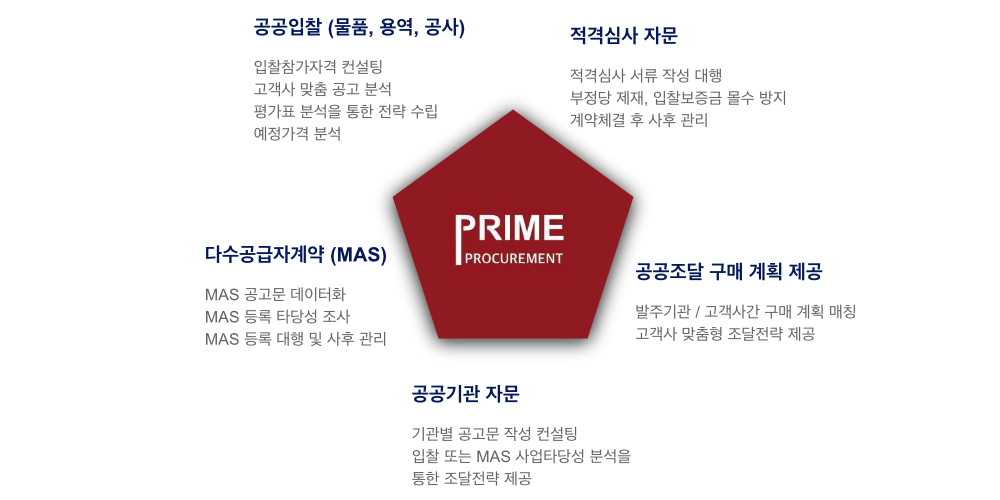 공공입찰 (물품, 용역, 공사)
입찰참가자격 컨설팅
고객사 맞춤 공고 분석
평가표 분석을 통한 전략 수립
예정가격 분석
적격심사 자문
적격심사 서류 작성 대행
부정당 제재, 입찰보증금 몰수 방지
계약체결 후 사후 관리
PRIME
PROCUREMENT
다수공급자계약 (MAS)
MAS 공고문 데이터화
MAS 등록 타당성 조사
MAS 등록 대행 및 사후 관리
공공조달 구매 계획 제공
발주기관 / 고객사간 구매 계획 매칭
고객사 맞춤형 조달전략 제공
공공기관 자문
기관별 공고문 작성 컨설팅
입찰 또는 MAS 사업타당성 분석을
통한 조달전략 제공